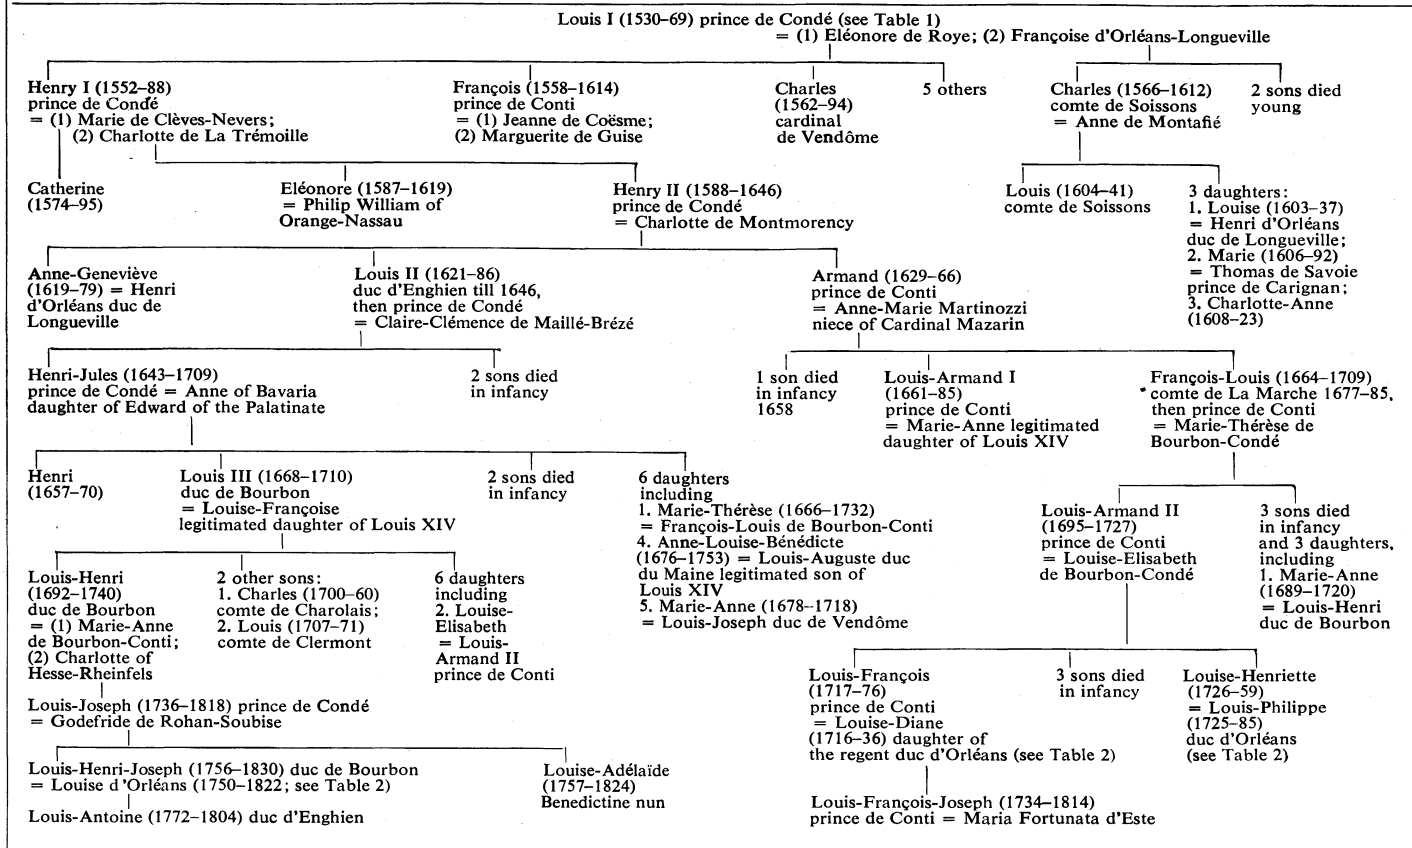 Louis I (1530–69) prince de Condé (see Table 1)
= (1) Eléonore de Roye; (2) Françoise d'Orléans-Longueville
Henry I (1552–88)
prince de Condé
= (1) Marie de Clèves-Nevers;
(2) Charlotte de La Trémoille
François (1558–1614)
prince de Conti
= (1) Jeanne de Coësme;
(2) Marguerite de Guise
Charles
(1562–94)
cardinal
de Vendôme
5 others
Charles (1566–1612)
comte de Soissons
= Anne de Montafié
2 sons died
young
Catherine
(1574–95)
Eléonore (1587–1619)
= Philip William of
Orange-Nassau
Henry II (1588–1646)
prince de Condé
= Charlotte de Montmorency
Louis (1604–41)
comte de Soissons
3 daughters:
1. Louise (1603–37)
= Henri d'Orléans
duc de Longueville;
2. Marie (1606–92)
= Thomas de Savoie
prince de Carignan;
3. Charlotte-Anne
(1608–23)
Anne-Geneviève
(1619–79) = Henri
d'Orléans duc de
Longueville
Louis II (1621–86)
duc d'Enghien till 1646,
then prince de Condé
= Claire-Clémence de Maillé-Brézé
Armand (1629–66)
prince de Conti
= Anne-Marie Martinozzi
niece of Cardinal Mazarin
Henri-Jules (1643–1709)
prince de Condé = Anne of Bavaria
daughter of Edward of the Palatinate
2 sons died
in infancy
1 son died
in infancy
1658
Louis-Armand I
(1661–85)
prince de Conti
= Marie-Anne legitimated
daughter of Louis XIV
François-Louis (1664–1709)
comte de La Marche 1677–85,
then prince de Conti
= Marie-Thérèse de
Bourbon-Condé
Henri
(1657–70)
Louis III (1668–1710)
duc de Bourbon
= Louise-Françoise
legitimated daughter of Louis XIV
2 sons died
in infancy
6 daughters
including
1. Marie-Thérèse (1666–1732)
= François-Louis de Bourbon-Conti
4. Anne-Louise-Bénédicte
(1676–1753) = Louis-Auguste duc
du Maine legitimated son of
Louis XIV
5. Marie-Anne (1678–1718)
= Louis-Joseph duc de Vendôme
Louis-Armand II
(1695–1727)
prince de Conti
= Louise-Elisabeth
de Bourbon-Condé
3 sons died
in infancy
and 3 daughters,
including
1. Marie-Anne
(1689–1720)
= Louis-Henri
duc de Bourbon
Louis-Henri
(1692–1740)
duc de Bourbon
= (1) Marie-Anne
de Bourbon-Conti;
(2) Charlotte of
Hesse-Rheinfels
2 other sons:
1. Charles (1700–60)
comte de Charolais;
2. Louis (1707–71)
comte de Clermont
6 daughters
including
2. Louise-
Elisabeth
= Louis-
Armand II
prince de Conti
Louis-François
(1717–76)
prince de Conti
= Louise-Diane
(1716–36) daughter of
the regent duc d'Orléans (see Table 2)
3 sons died
in infancy
Louise-Henriette
(1726–59)
= Louis-Philippe
(1725–85)
duc d'Orléans
(see Table 2)
Louis-Joseph (1736–1818) prince de Condé
= Godefride de Rohan-Soubise
Louis-Henri-Joseph (1756–1830) duc de Bourbon
= Louise d'Orléans (1750–1822; see Table 2)
Louise-Adélaïde
(1757–1824)
Benedictine nun
Louis-Antoine (1772–1804) duc d'Enghien
Louis-François-Joseph (1734–1814)
prince de Conti = Maria Fortunata d'Este